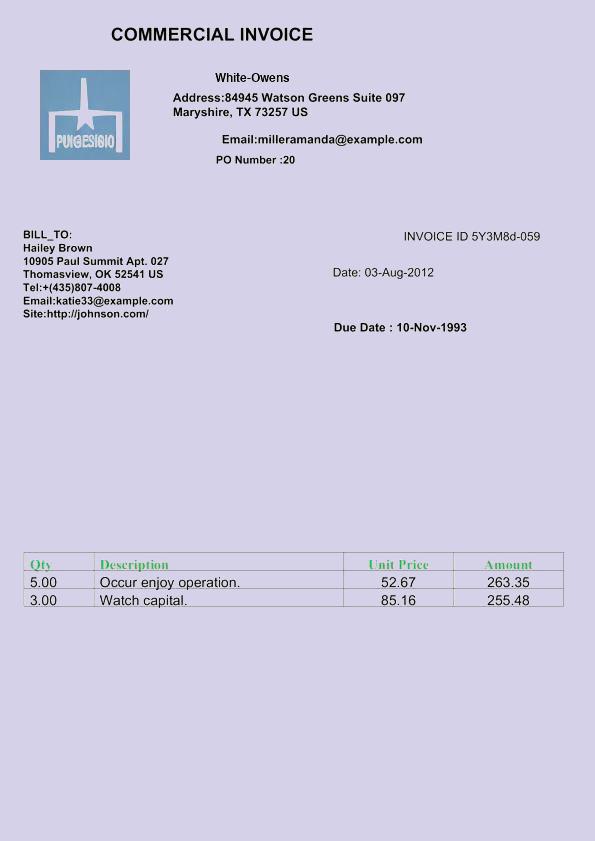 COMMERCIAL INVOICE
White-Owens
Address:84945 Watson Greens Suite 097
Maryshire, TX 73257 US
Email:milleramanda@example.com
PO Number :20
PUIGESIGIO
BILL_TO:
Hailey Brown
10905 Paul Summit Apt. 027
Thomasview, OK 52541 US
Tel:+(435)807-4008
Email:katie33@example.com
Site:http://johnson.com/
INVOICE ID 5Y3M8d-059
Date: 03-Aug-2012
Due Date : 10-Nov-1993
Qty Description Unit Price Amount
5.00 Occur enjoy operation. 52.67 263.35
3.00 Watch capital. 85.16 255.48